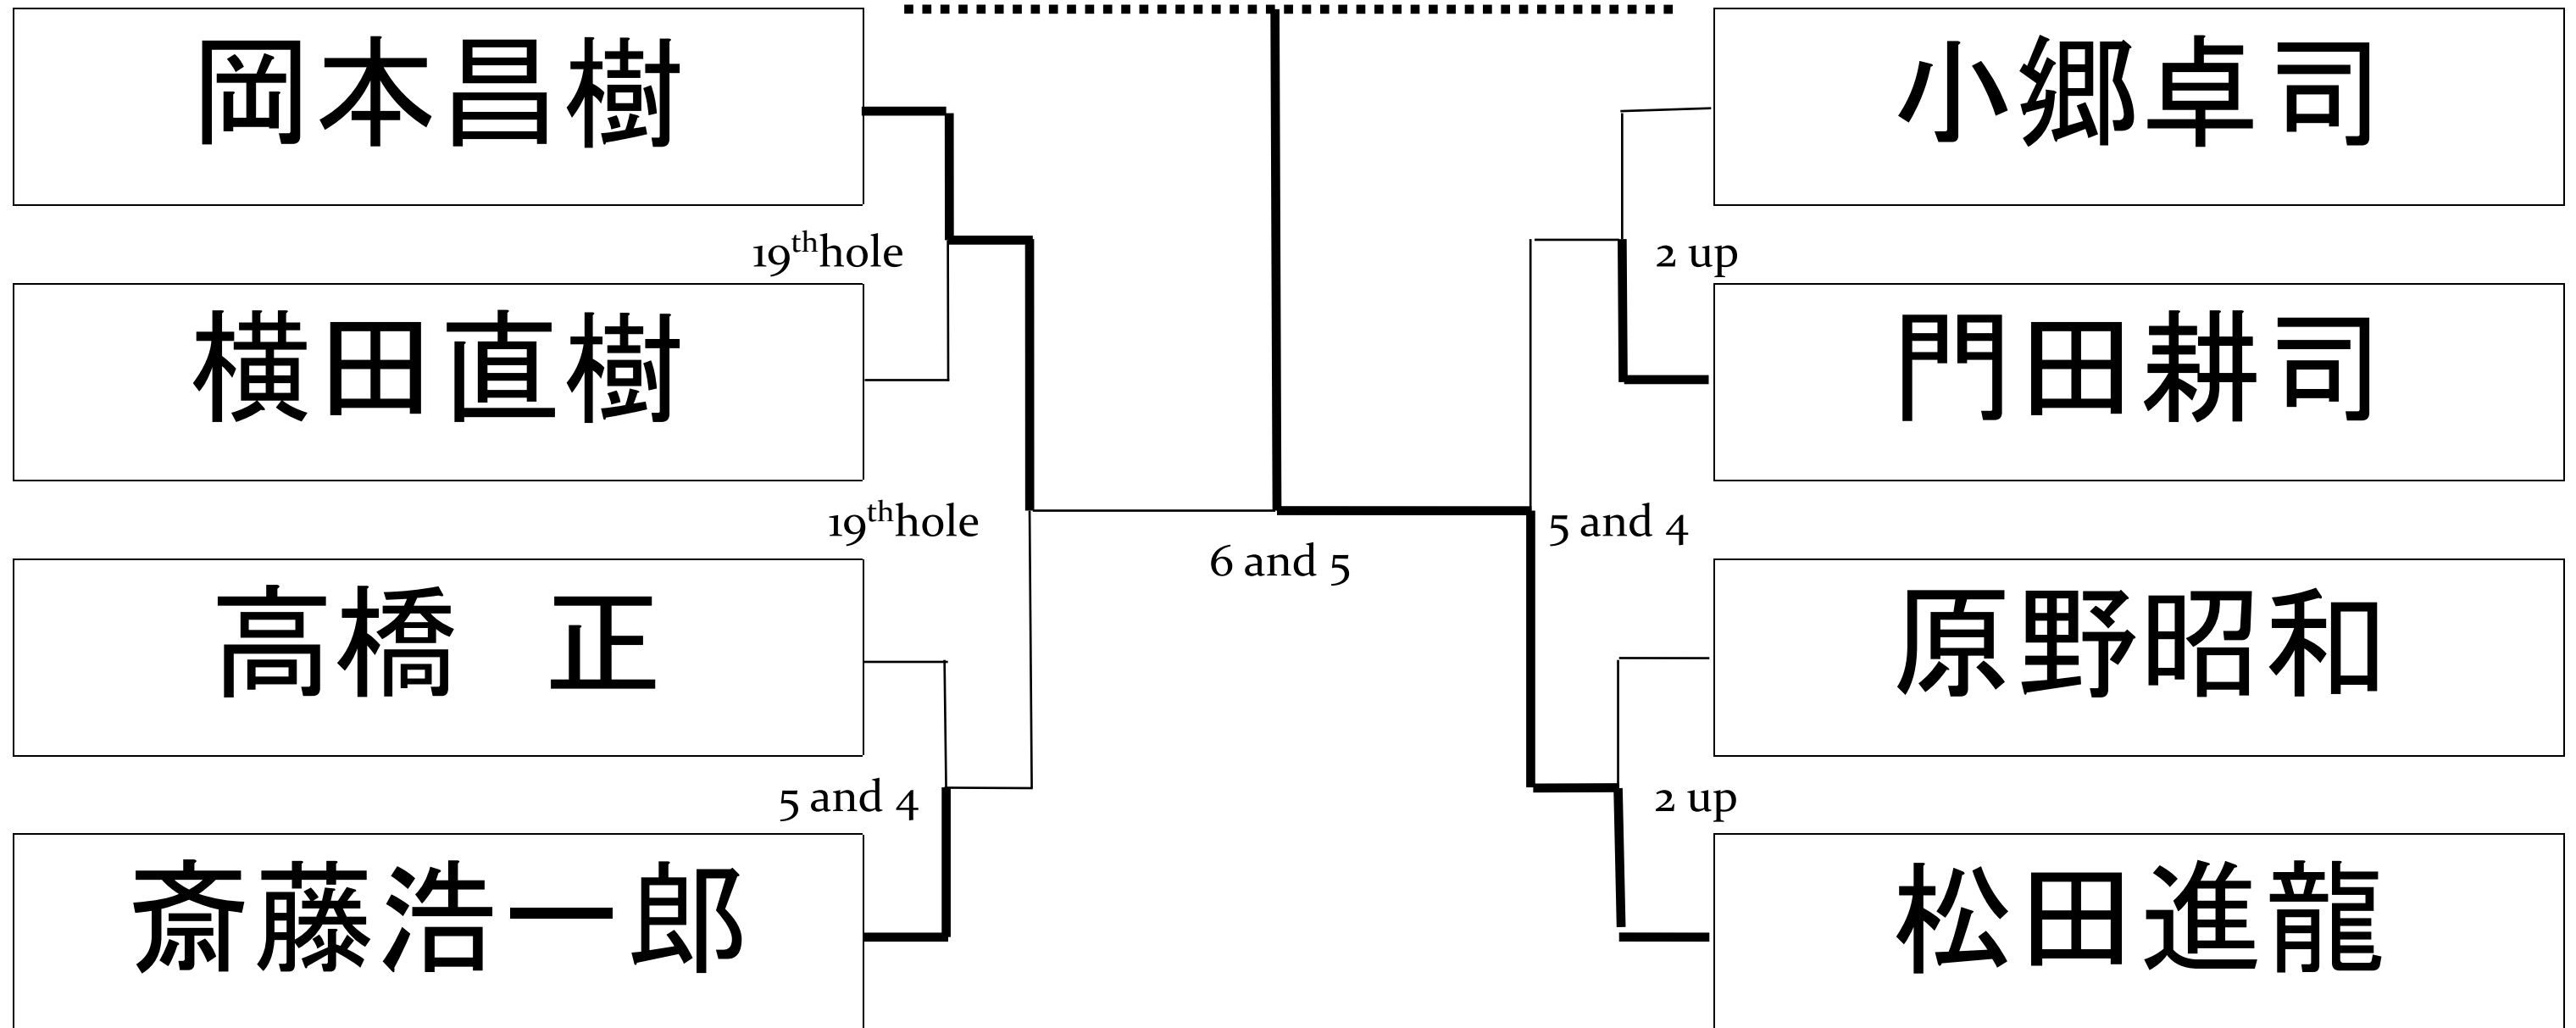 岡本昌樹
小郷卓司
19thhole
2 up
横田直樹
門田耕司
19thhole
5 and 4
6 and 5
高橋 正
原野昭和
5 and 4
2 up
斎藤浩一郎
松田進龍